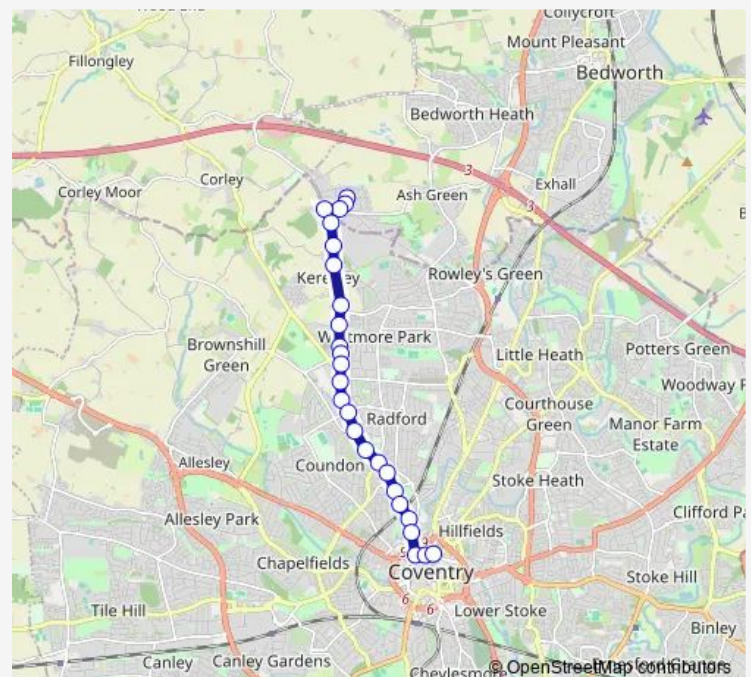 Collycroft
Mount Pleasant
Fillongley
Bedworth
Bedworth Heath
Corley
3
Exhall
Corley Moor
Ash Green
3
Rowley's Green
Whitmore Park
Brownshill
Green
Little Heath
Potters Green
Courthouse
Green
Radford
Manor Farm
Estate
Allesley
Coundon
Stoke Heath
Allesley Park
Hillfields
Chapelfields
9
Coventry
Stoke Hill
6
6
Tile Hill
Lower Stoke
Binley
Canley
Canley Gardens
Cheylesmore
© OpenStreetMap contributors